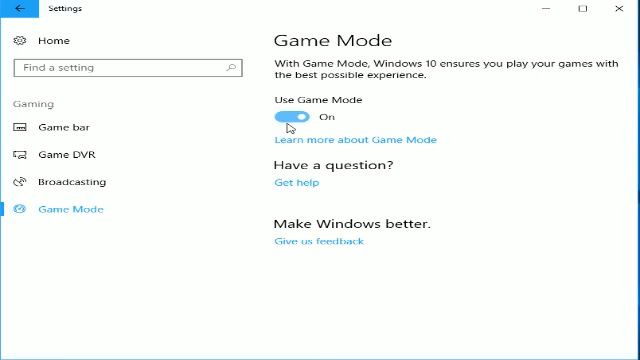 Settings
Home
Find a setting
Gaming
Game bar
Game DVR
Broadcasting
Game Mode
Game Mode
With Game Mode, Windows 10 ensures you play your games with
the best possible experience.
Use Game Mode
On
Learn more about Game Mode
Have a question?
Get help
Make Windows better.
Give us feedback